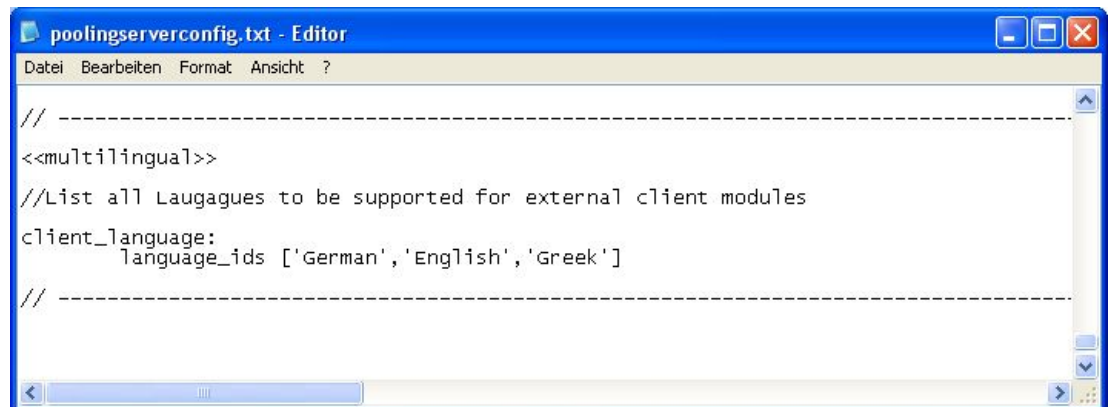 poolingserverconfig.txt - Editor
Datei Bearbeiten Format Ansicht ?
// ----------------------------------------------------------------------------------
<<multilingual>>
//List all Laugagues to be supported for external client modules
client_language:
language_ids ['German','English','Greek']
// ----------------------------------------------------------------------------------